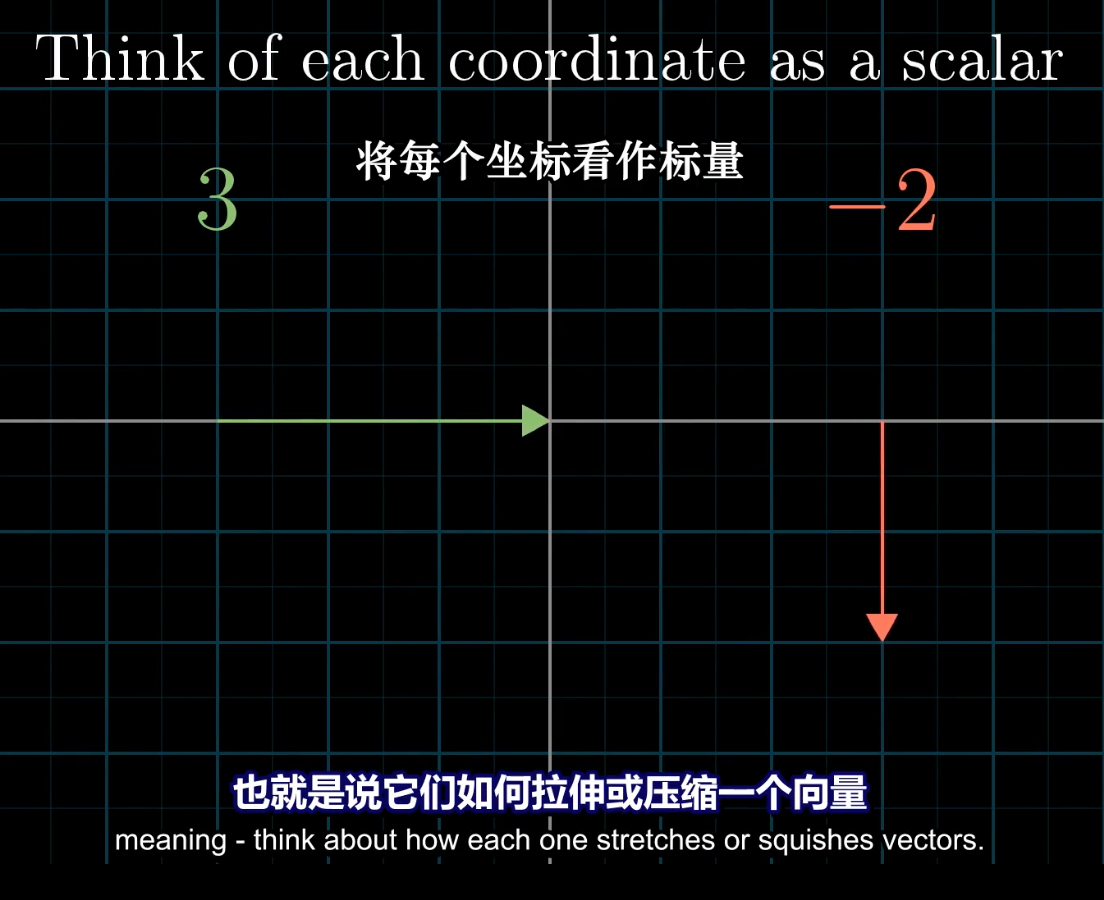 Think of each coordinate as a scalar
将每个坐标看作标量
3
−2
也就是说它们如何拉伸或压缩一个向量
meaning - think about how each one stretches or squishes vectors.